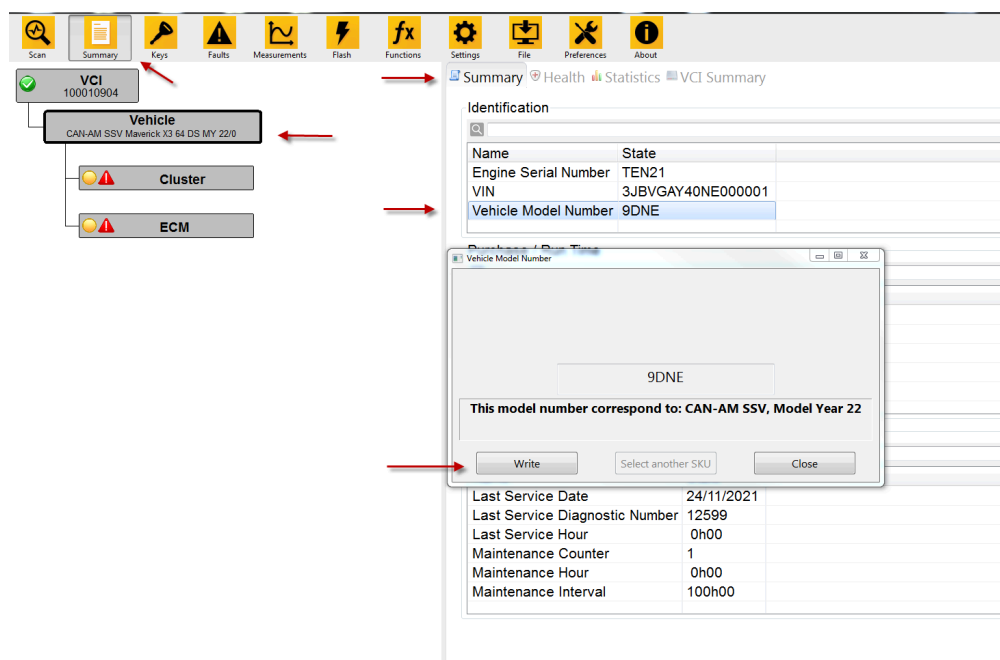 Scan Summary Keys Faults Measurements Flash Functions Settings File Preferences About
VCI
100010904
Vehicle
CAN-AM SSV Maverick X3 64 DS MY 22/0
Cluster
ECM
Summary Health Statistics VCI Summary
Identification
Name State
Engine Serial Number TEN21
VIN 3JBVGAY40NE000001
Vehicle Model Number 9DNE
Purchase / Run Time
Vehicle Model Number
9DNE
This model number correspond to: CAN-AM SSV, Model Year 22
Write Select another SKU Close
Last Service Date 24/11/2021
Last Service Diagnostic Number 12599
Last Service Hour 0h00
Maintenance Counter 1
Maintenance Hour 0h00
Maintenance Interval 100h00